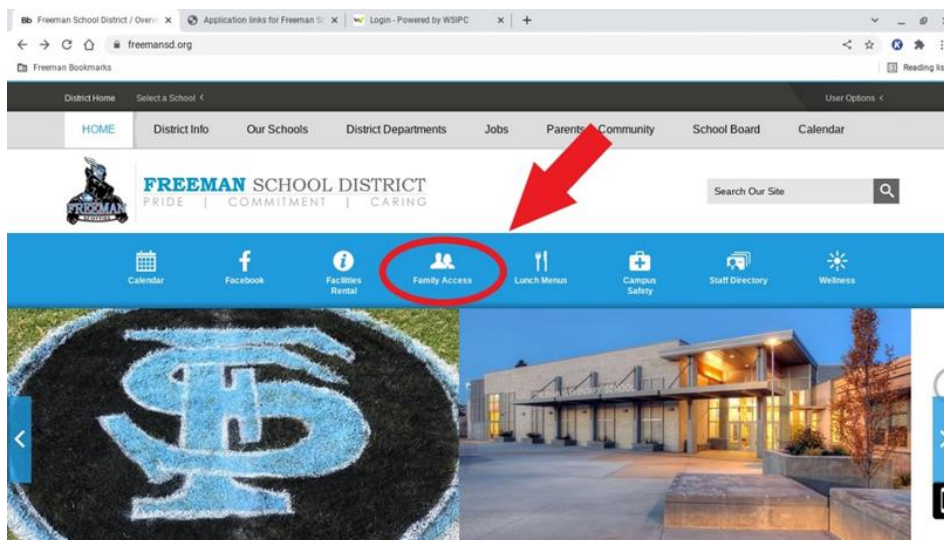 Bb Freeman School District / Over
Application links for Freeman S
Login - Powered by WSIPC
freemansd.org
Freeman Bookmarks
Reading lis
District Home
Select a School
User Options
HOME
District Info
Our Schools
District Departments
Jobs
Parents Community
School Board
Calendar
FREEMAN
FREEMAN SCHOOL DISTRICT
PRIDE | COMMITMENT | CARING
Search Our Site
Calendar
Facebook
Facilities
Rental
Family Access
Lunch Menus
Campus
Safety
Staff Directory
Wellness